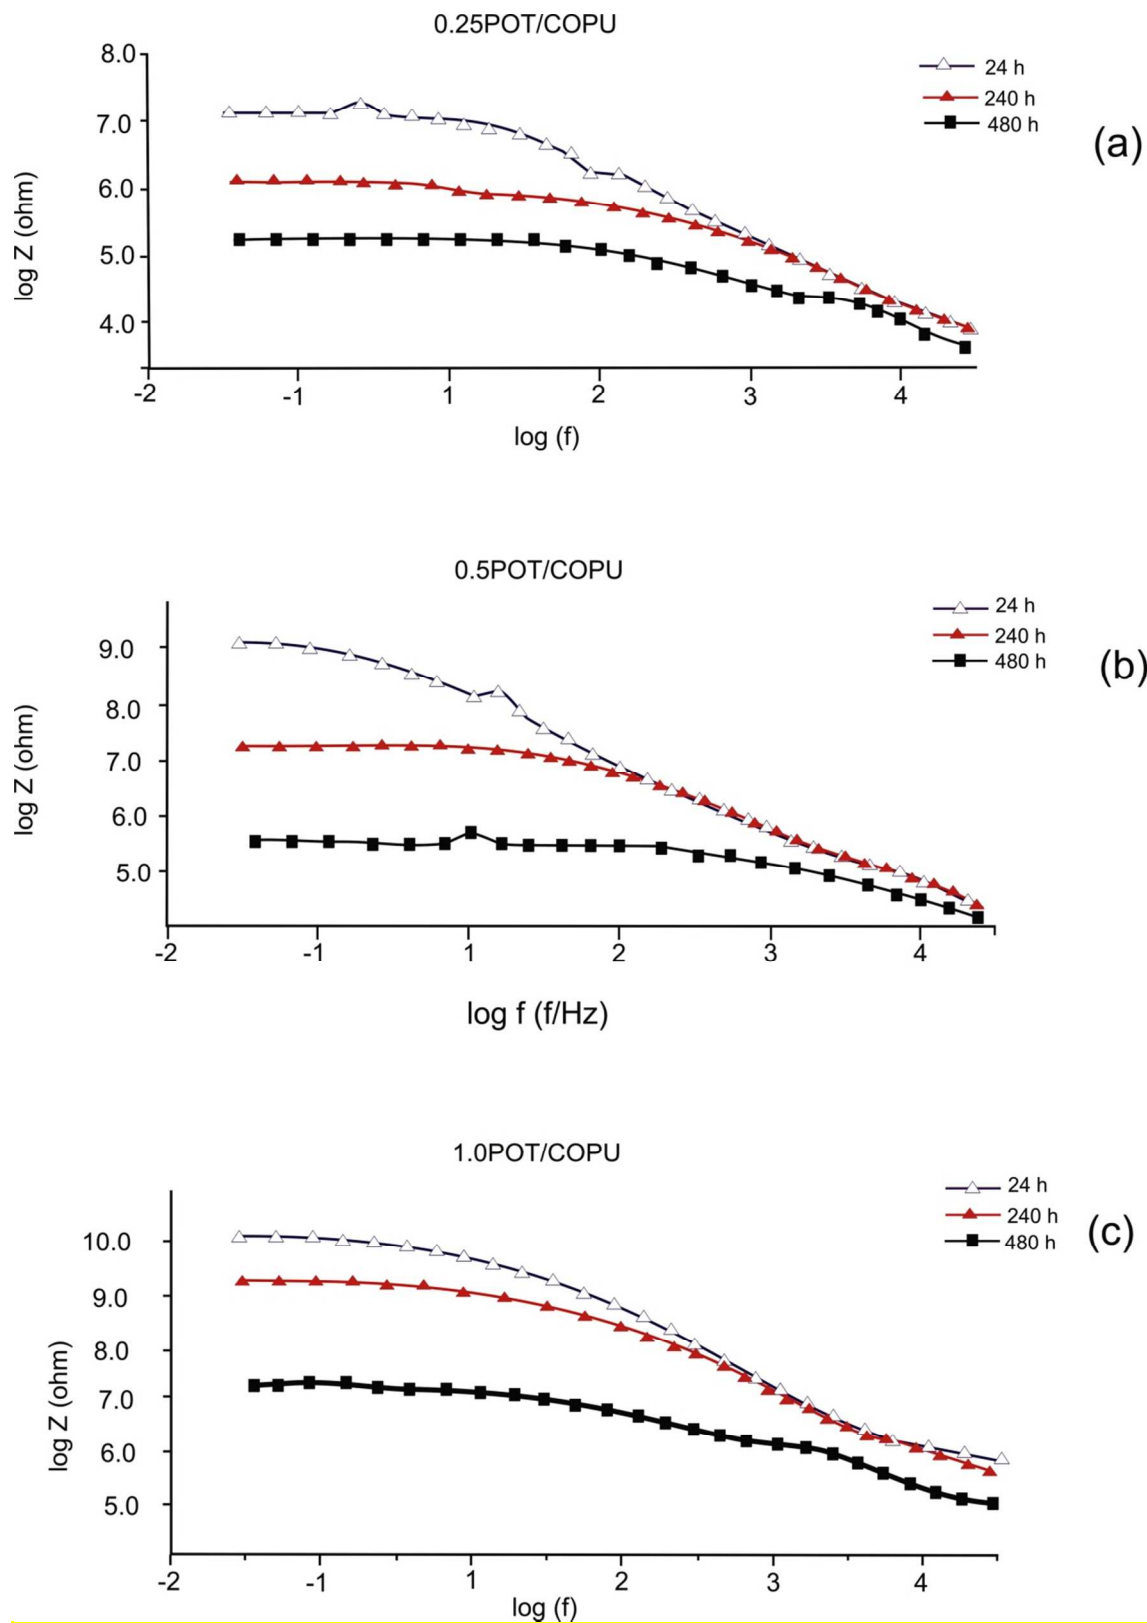 0.25POT/COPU
8.0
7.0
6.0
5.0
4.0
log Z (ohm)
24 h
240 h
480 h
(a)
-2 -1 1 2 3 4
log (f)
0.5POT/COPU
9.0
8.0
7.0
6.0
5.0
log Z (ohm)
24 h
240 h
480 h
(b)
-2 -1 1 2 3 4
log f (f/Hz)
1.0POT/COPU
10.0
9.0
8.0
7.0
6.0
5.0
log Z (ohm)
24 h
240 h
480 h
(c)
-2 -1 1 2 3 4
log (f)